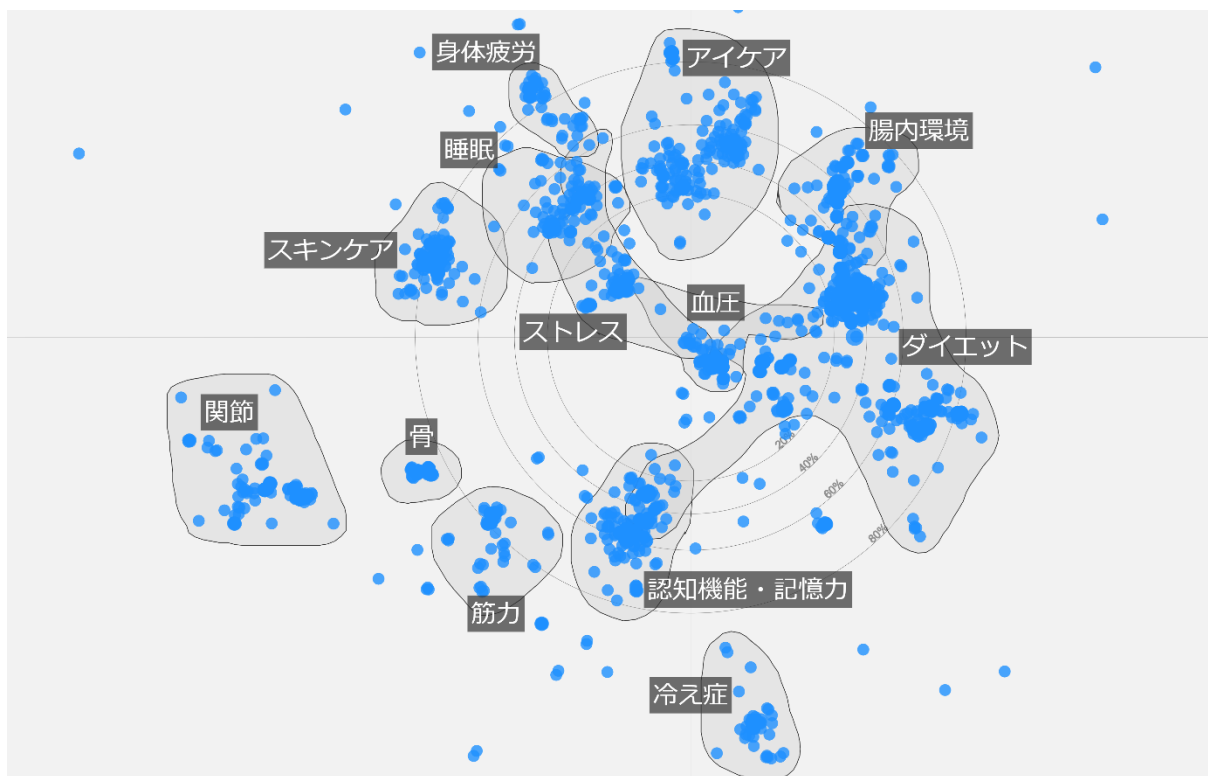 身体疲労
アイケア
腸内環境
睡眠
スキンケア
血圧
ストレス
ダイエット
関節
骨
20%
40%
60%
80%
認知機能・記憶力
筋力
冷え症